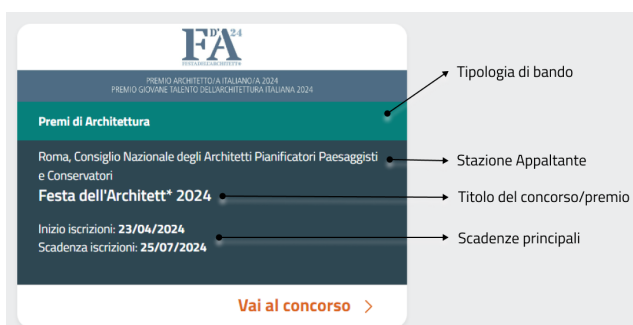 F D'A 24
FESTADELL'ARCHITETT*
PREMIO ARCHITETTO/A ITALIANO/A 2024
PREMIO GIOVANE TALENTO DELL'ARCHITETTURA ITALIANA 2024
Premi di Architettura
Roma, Consiglio Nazionale degli Architetti Pianificatori Paesaggisti
e Conservatori
Festa dell'Architett* 2024
Inizio iscrizioni: 23/04/2024
Scadenza iscrizioni: 25/07/2024
Vai al concorso >
Tipologia di bando
Stazione Appaltante
Titolo del concorso/premio
Scadenze principali